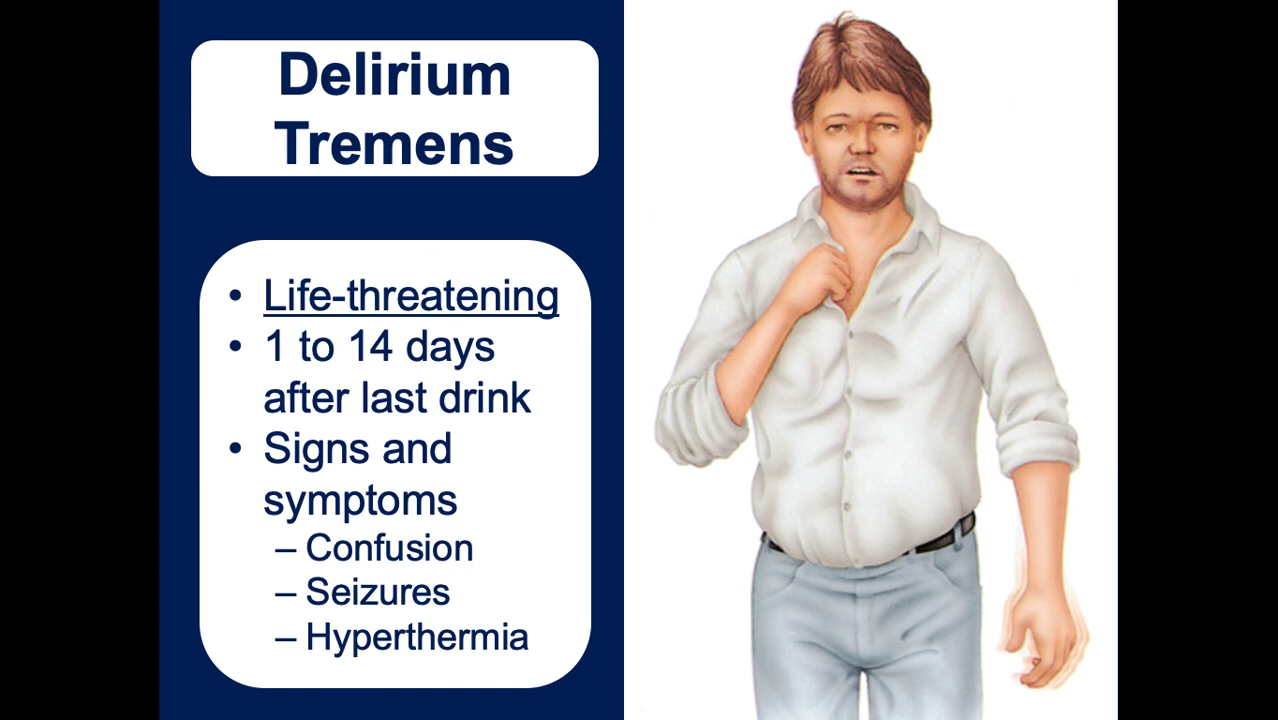 Delirium
Tremens
• Life-threatening
• 1 to 14 days
after last drink
• Signs and
symptoms
– Confusion
– Seizures
– Hyperthermia